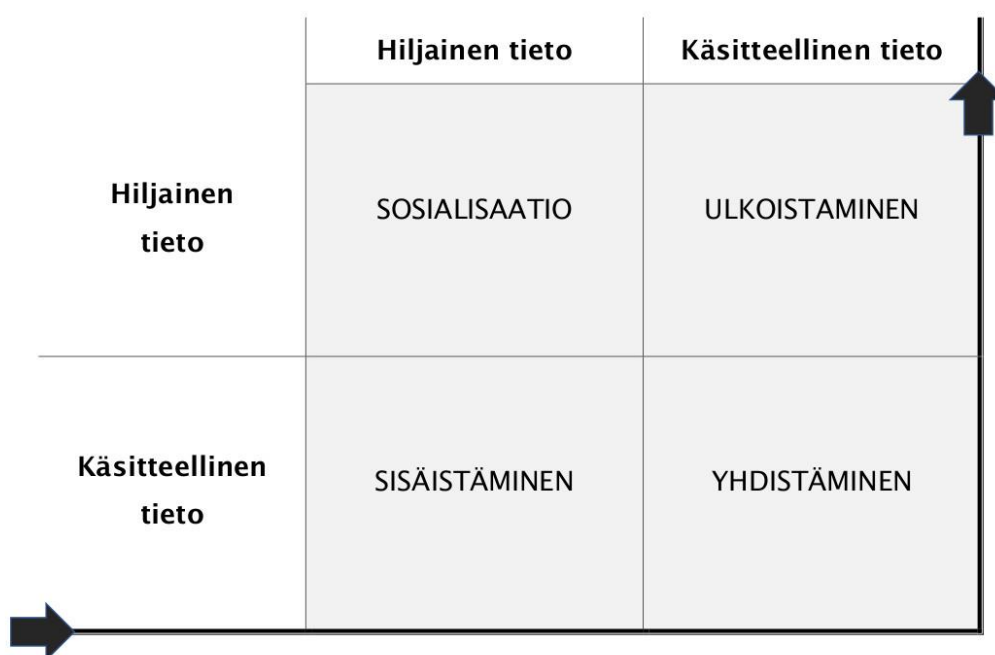 Hiljainen tieto
Käsitteellinen tieto
Hiljainen
tieto
SOSIALISAATIO
ULKOISTAMINEN
Käsitteellinen
tieto
SISÄISTÄMINEN
YHDISTÄMINEN